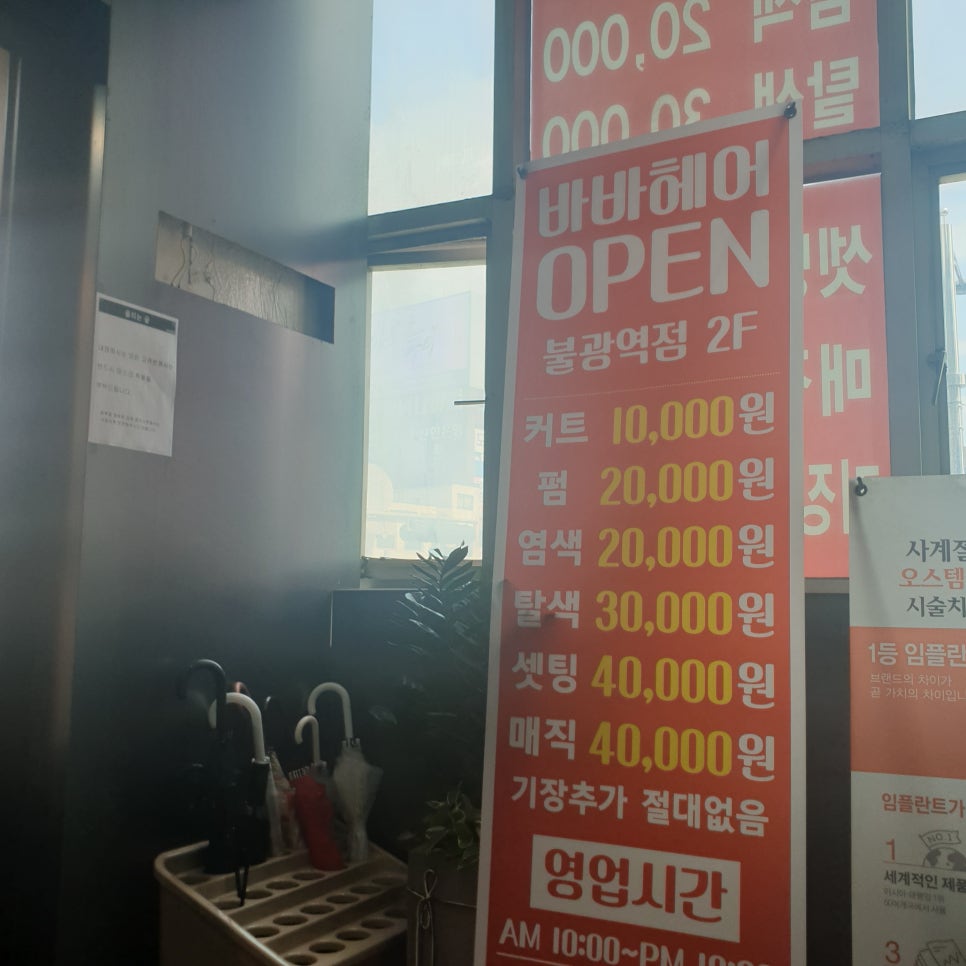 20,000
탈색
30,000
바바헤어
OPEN
불광역점 2F
커트 10,000원
펌 20,000원
염색 20,000원
탈색 30,000원
셋팅 40,000원
매직 40,000원
기장추가 절대없음
영업시간
AM 10:00~PM
사계절
오스템
시술치
1등 임플란
브랜드의 차이가
곧 가치의 차이입니
임플란트가
NO.1
1
세계적인 제품
3